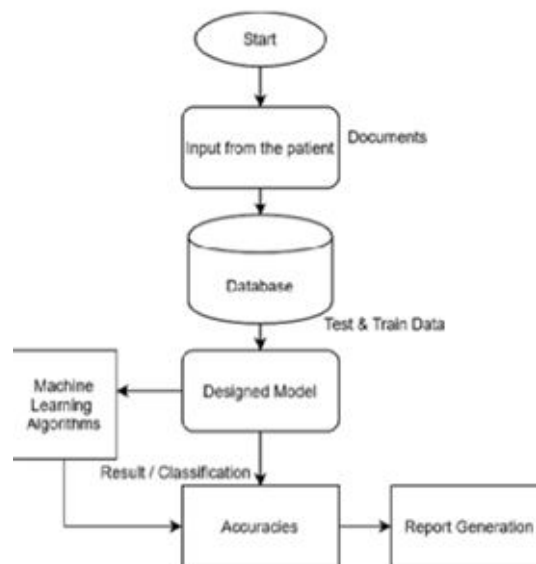 Start
Input from the patient
Documents
Database
Test & Train Data
Machine
Learning
Algorithms
Designed Model
Result / Classification
Accuracies
Report Generation